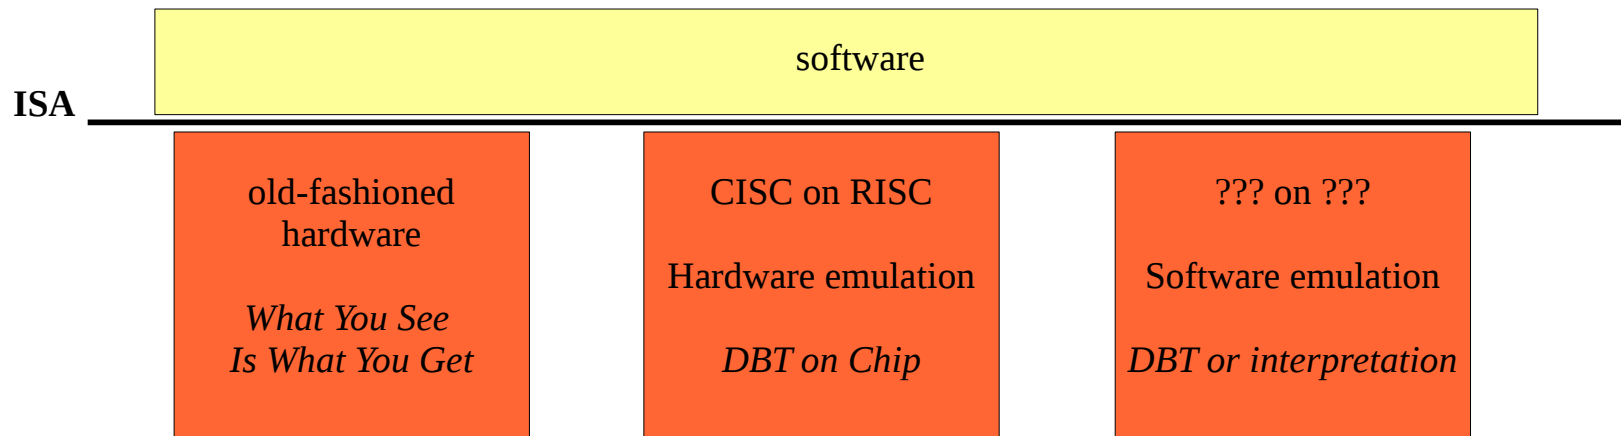 software
ISA
old-fashioned
hardware
What You See
Is What You Get
CISC on RISC
Hardware emulation
DBT on Chip
??? on ???
Software emulation
DBT or interpretation